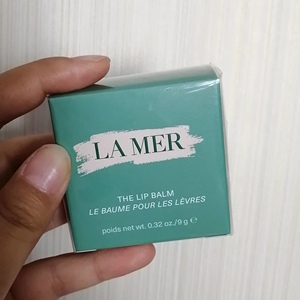 LA MER
THE LIP BALM
LE BAUME POUR LES LÈVRES
poids net wt. 0.32 oz./9 g ℮